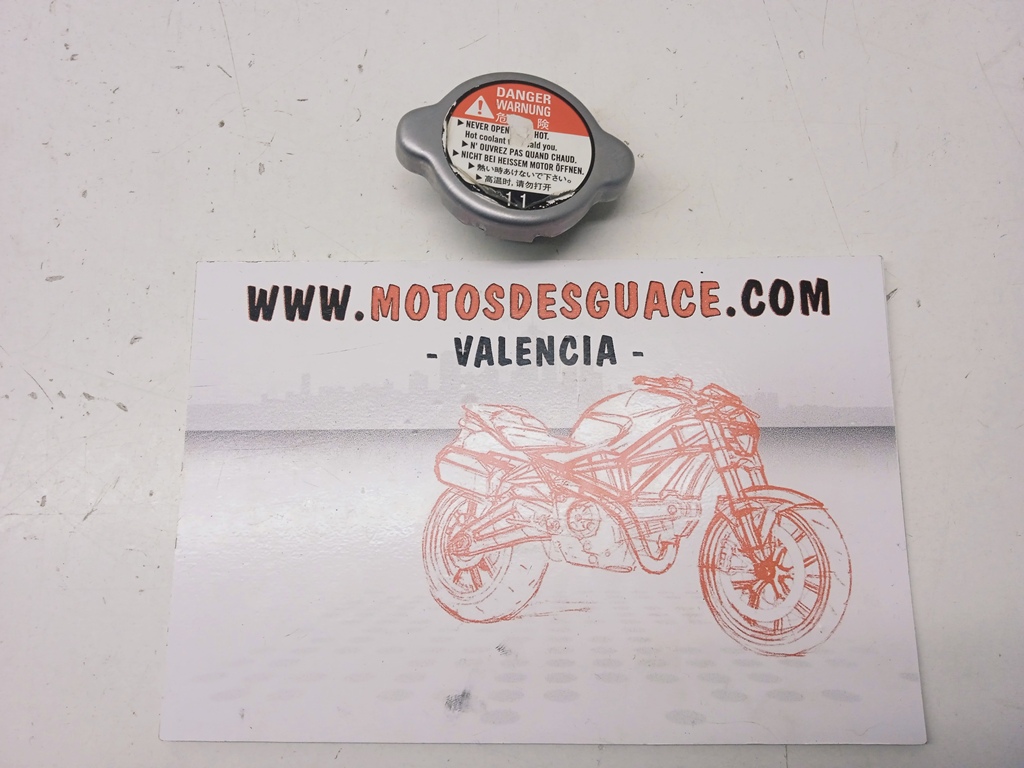 DANGER
WARNUNG
危 険
NEVER OPEN HOT.
Hot coolant you.
N' OUVREZ PAS QUAND CHAUD.
NICHT BEI HEISSEM MOTOR ÖFFNEN.
熱い時あけないで下さい。
高温时，请勿打开
1.1
WWW.MOTOSDESGUACE.COM
- VALENCIA -